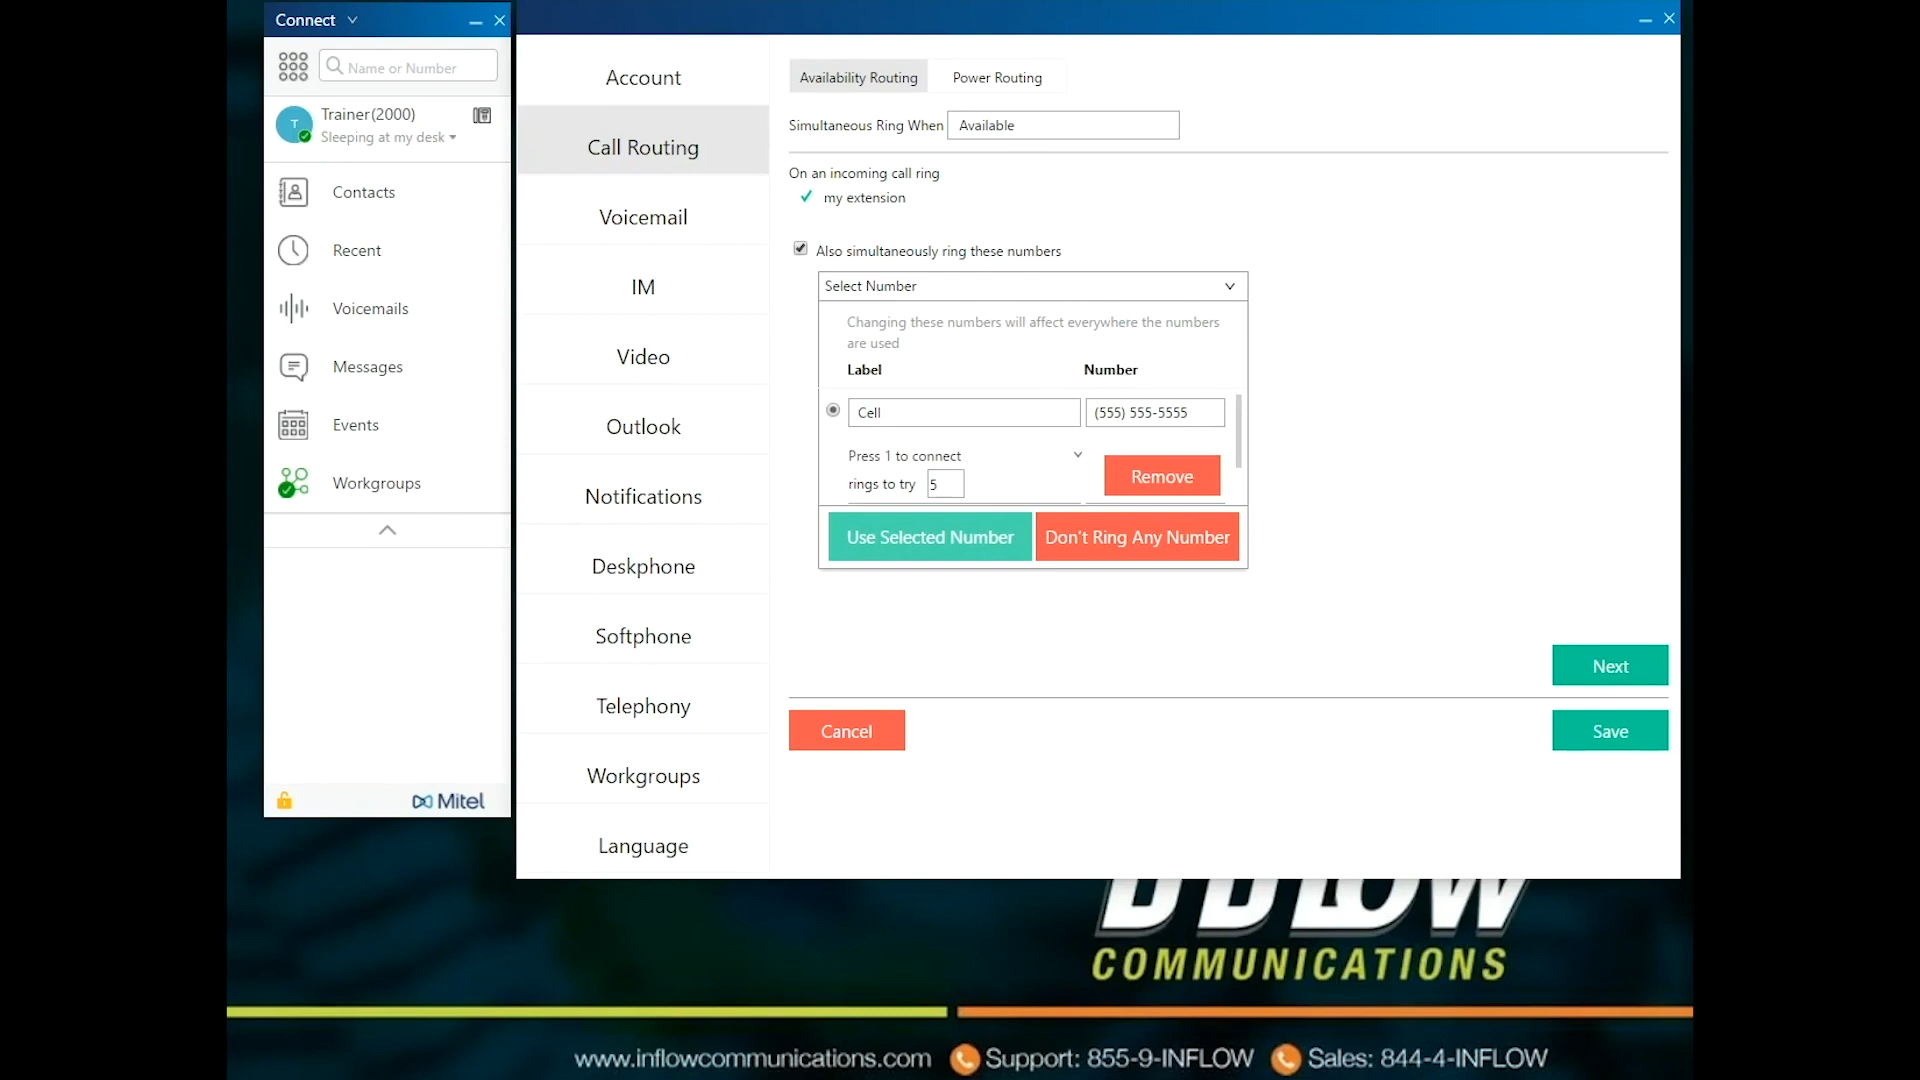 Connect
Name or Number
T
Trainer(2000)
Sleeping at my desk
Contacts
Recent
Voicemails
Messages
Events
Workgroups
Mitel
Account
Call Routing
Voicemail
IM
Video
Outlook
Notifications
Deskphone
Softphone
Telephony
Workgroups
Language
Availability Routing
Power Routing
Simultaneous Ring When
Available
On an incoming call ring
my extension
Also simultaneously ring these numbers
Select Number
Changing these numbers will affect everywhere the numbers
are used
Label
Number
Cell
(555) 555-5555
Press 1 to connect
rings to try
5
Remove
Use Selected Number
Don't Ring Any Number
Next
Cancel
Save
COMMUNICATIONS
www.inflowcommunications.com
Support: 855-9-INFLOW
Sales: 844-4-INFLOW